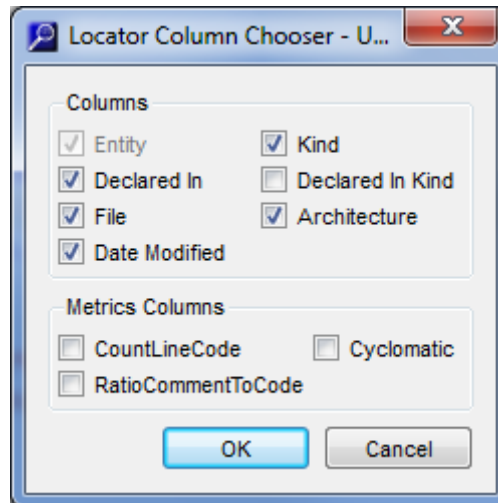 Locator Column Chooser - U...
Columns
Entity Kind
Declared In Declared In Kind
File Architecture
Date Modified
Metrics Columns
CountLineCode Cyclomatic
RatioCommentToCode
OK Cancel